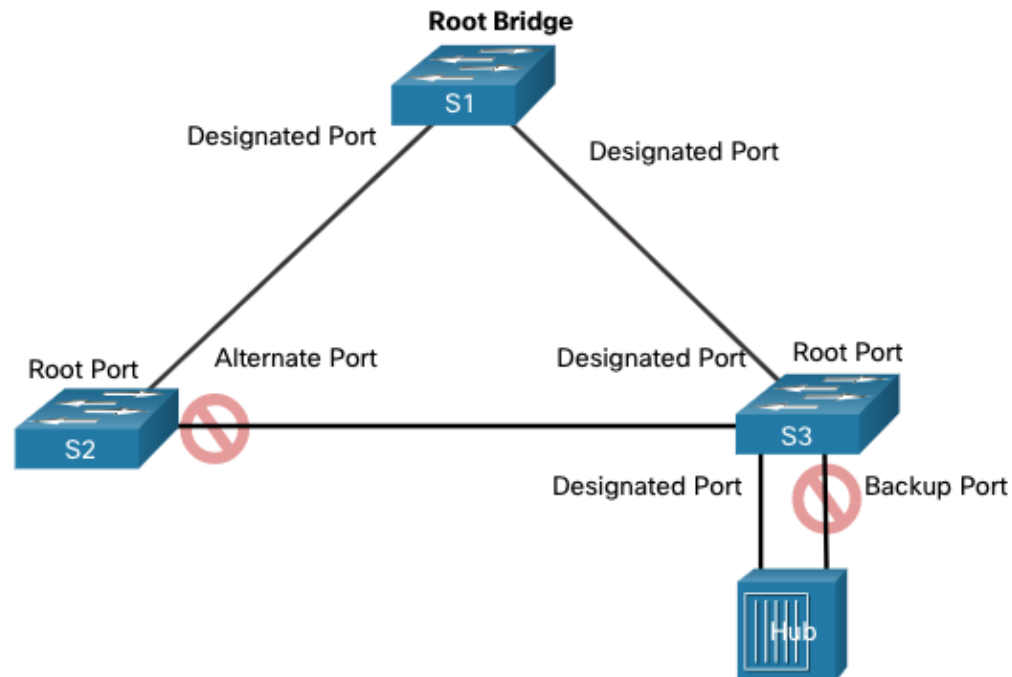 Root Bridge
S1
Designated Port
Designated Port
Root Port
Alternate Port
Designated Port
Root Port
S2
S3
Designated Port
Backup Port
Hub